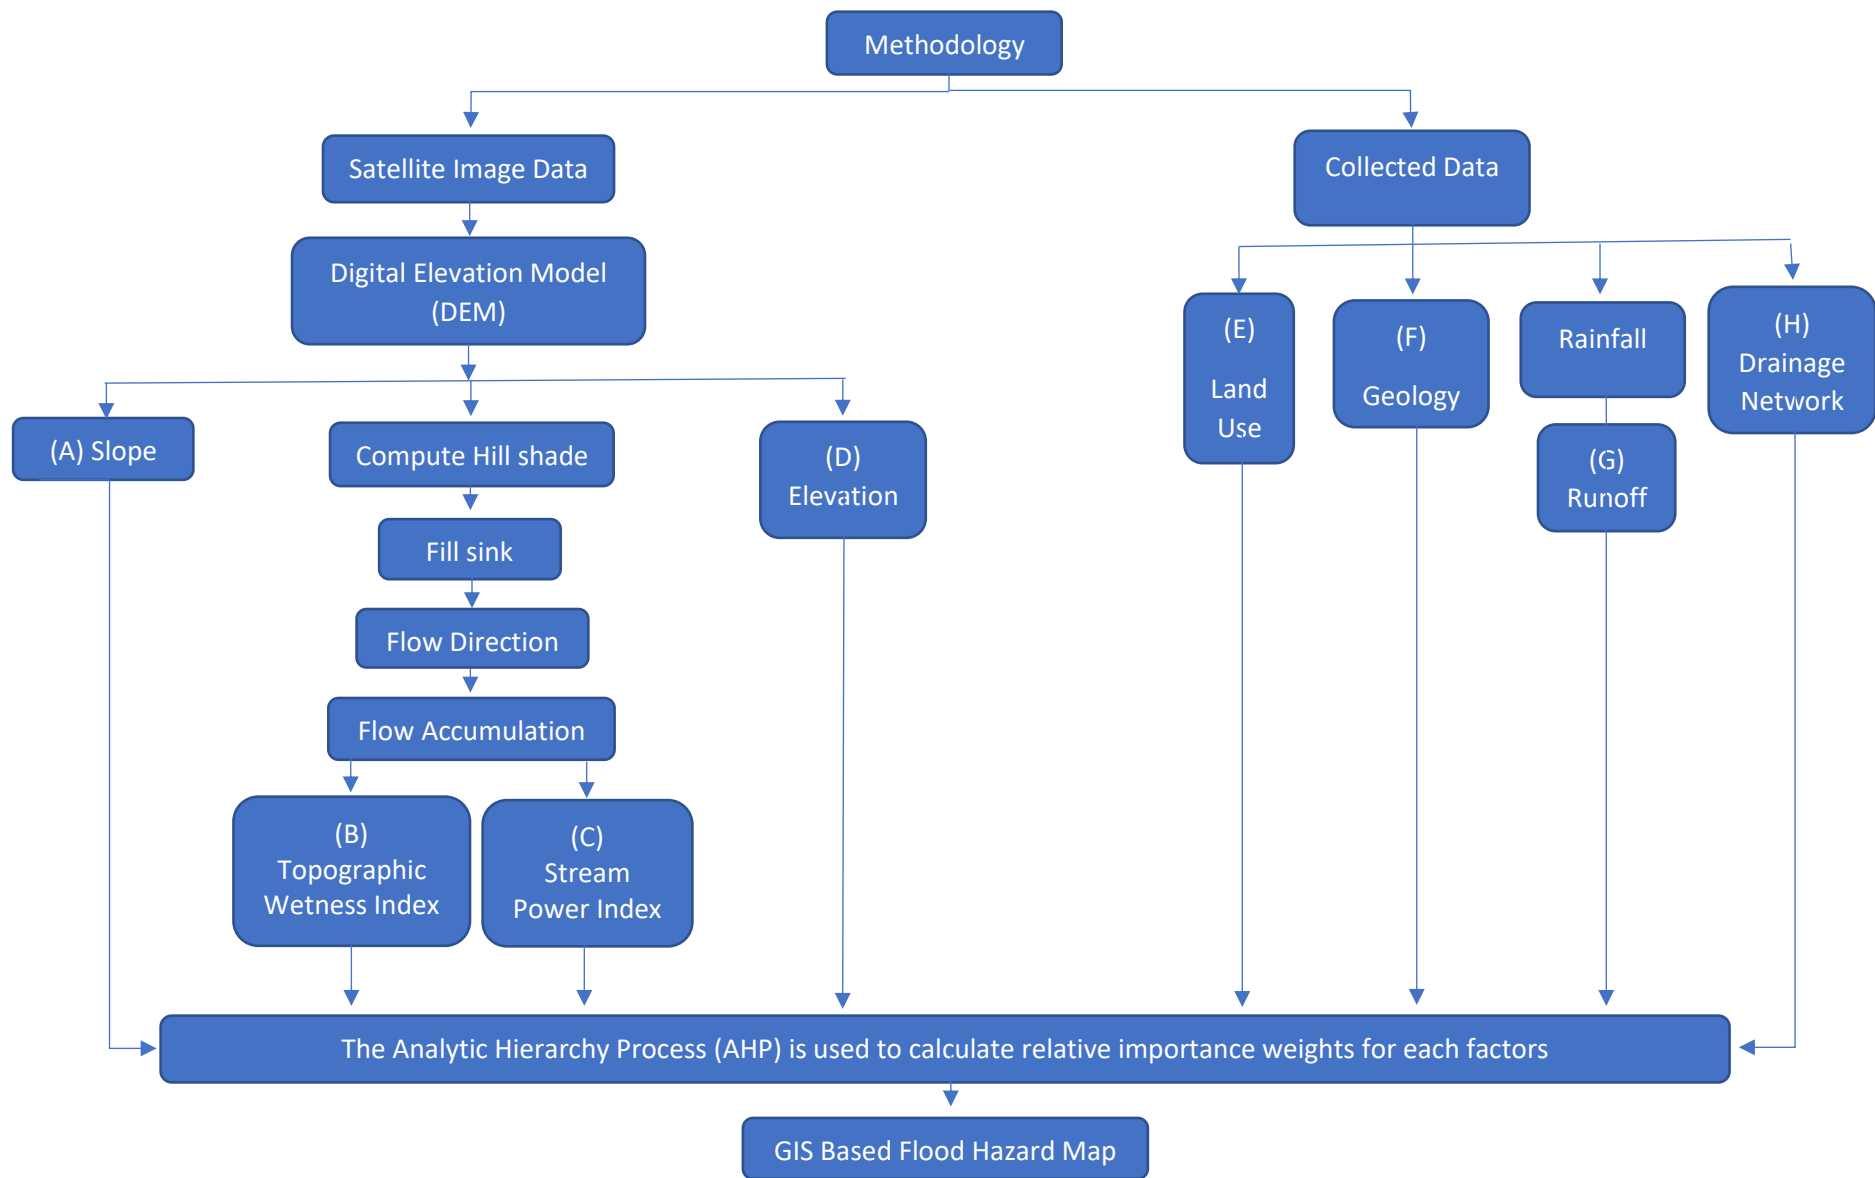 Methodology
Satellite Image Data
Collected Data
Digital Elevation Model
(DEM)
(E)
Land
Use
(F)
Geology
Rainfall
(H)
Drainage
Network
(A) Slope
Compute Hill shade
(D)
Elevation
(G)
Runoff
Fill sink
Flow Direction
Flow Accumulation
(B)
Topographic
Wetness Index
(C)
Stream
Power Index
The Analytic Hierarchy Process (AHP) is used to calculate relative importance weights for each factors
GIS Based Flood Hazard Map